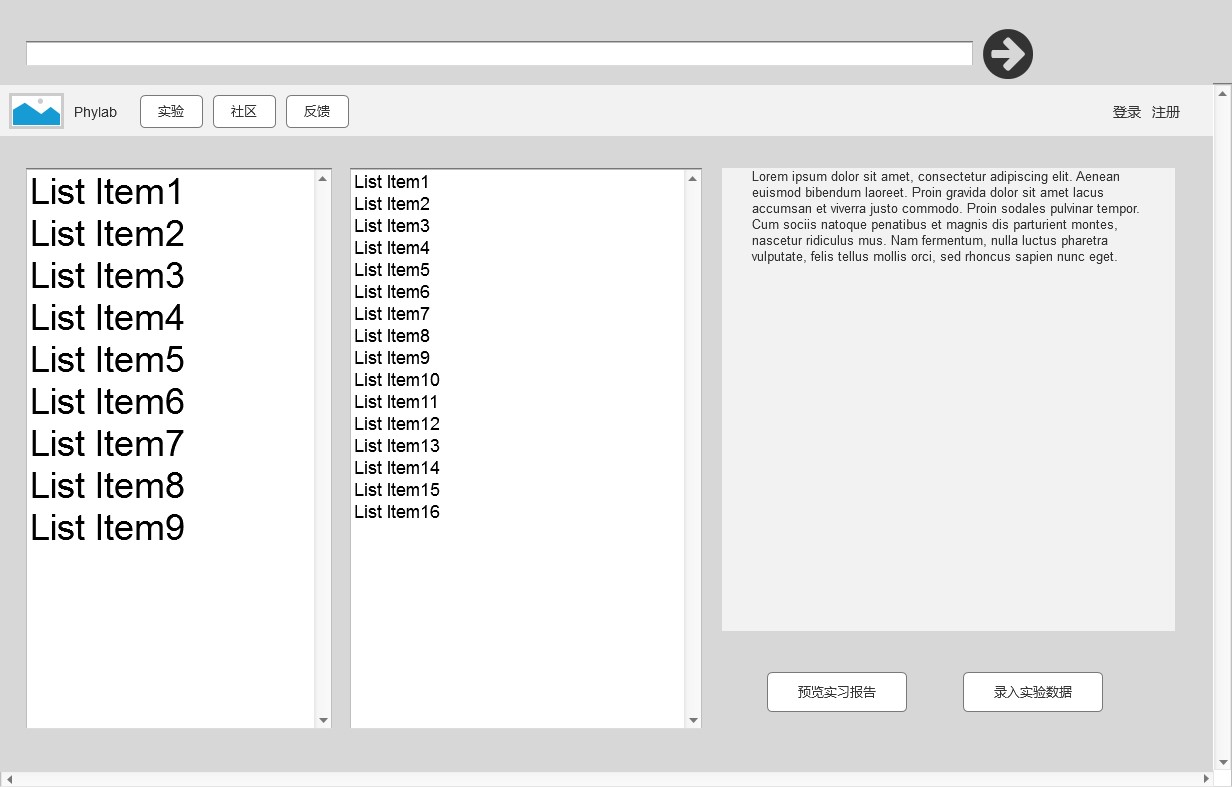 Phylab 实验 社区 反馈 登录 注册
List Item1
List Item2
List Item3
List Item4
List Item5
List Item6
List Item7
List Item8
List Item9
List Item1
List Item2
List Item3
List Item4
List Item5
List Item6
List Item7
List Item8
List Item9
List Item10
List Item11
List Item12
List Item13
List Item14
List Item15
List Item16
Lorem ipsum dolor sit amet, consectetur adipiscing elit. Aenean
euismod bibendum laoreet. Proin gravida dolor sit amet lacus
accumsan et viverra justo commodo. Proin sodales pulvinar tempor.
Cum sociis natoque penatibus et magnis dis parturient montes,
nascetur ridiculus mus. Nam fermentum, nulla luctus pharetra
vulputate, felis tellus mollis orci, sed rhoncus sapien nunc eget.
预览实习报告 录入实验数据